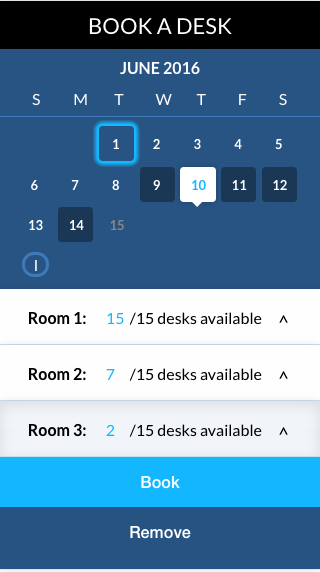 BOOK A DESK
JUNE 2016
S M T W T F S
1 2 3 4 5
6 7 8 9 10 11 12
13 14 15
Room 1: 15 /15 desks available ^
Room 2: 7 /15 desks available ^
Room 3: 2 /15 desks available ^
Book
Remove